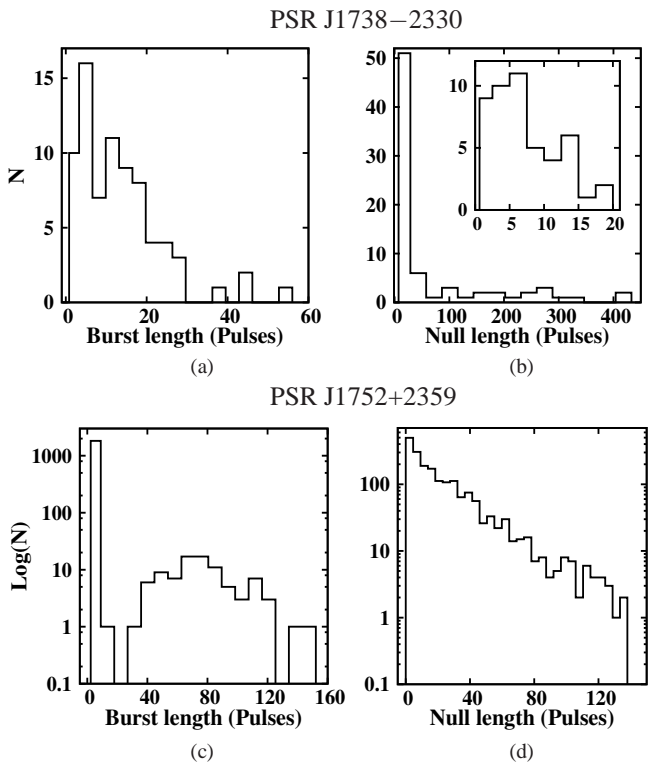 PSR J1738−2330
15
10
5
0
N
0 20 40 60
Burst length (Pulses)
(a)
50
40
30
20
10
0
10
5
0
0 5 10 15 20
0 100 200 300 400
Null length (Pulses)
(b)
PSR J1752+2359
1000
100
10
1
0.1
Log(N)
0 40 80 120 160
Burst length (Pulses)
(c)
100
10
1
0.1
0 40 80 120
Null length (Pulses)
(d)